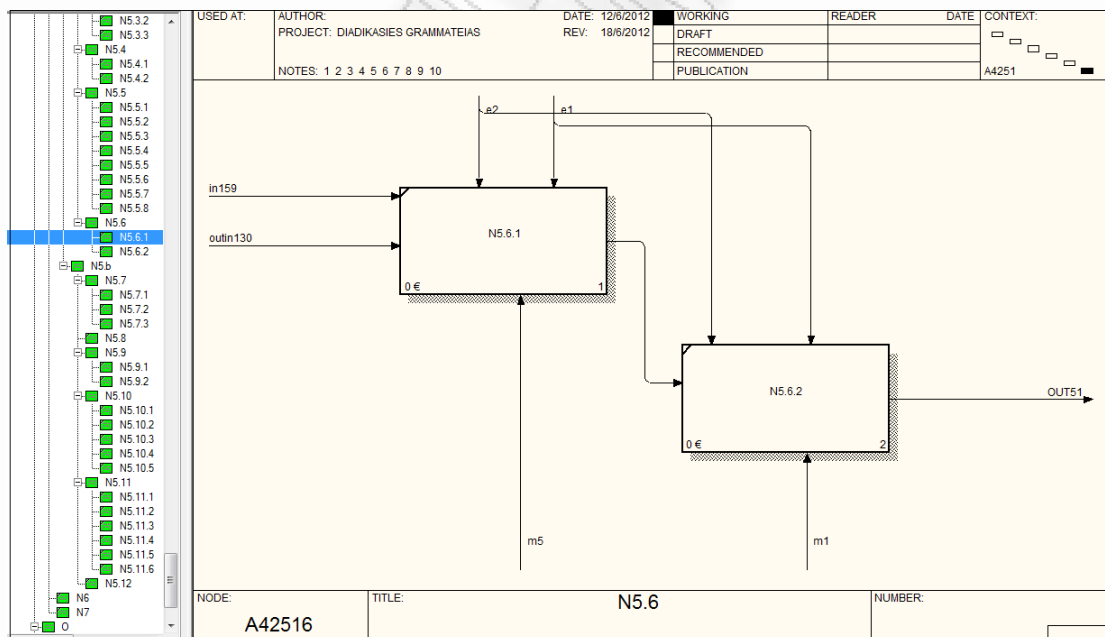 N5.3.2
N5.3.3
N5.4
N5.4.1
N5.4.2
N5.5
N5.5.1
N5.5.2
N5.5.3
N5.5.4
N5.5.5
N5.5.6
N5.5.7
N5.5.8
N5.6
N5.6.1
N5.6.2
N5.b
N5.7
N5.7.1
N5.7.2
N5.7.3
N5.8
N5.9
N5.9.1
N5.9.2
N5.10
N5.10.1
N5.10.2
N5.10.3
N5.10.4
N5.10.5
N5.11
N5.11.1
N5.11.2
N5.11.3
N5.11.4
N5.11.5
N5.11.6
N5.12
N6
N7
O
USED AT:
AUTHOR:
DATE: 12/6/2012
PROJECT: DIADIKASIES GRAMMATEIAS
REV: 18/6/2012
NOTES: 1 2 3 4 5 6 7 8 9 10
WORKING
DRAFT
RECOMMENDED
PUBLICATION
READER
DATE
CONTEXT:
A4251
e2
e1
in159
outin130
N5.6.1
0 €
1
N5.6.2
0 €
2
OUT51
m5
m1
NODE:
A42516
TITLE:
N5.6
NUMBER: